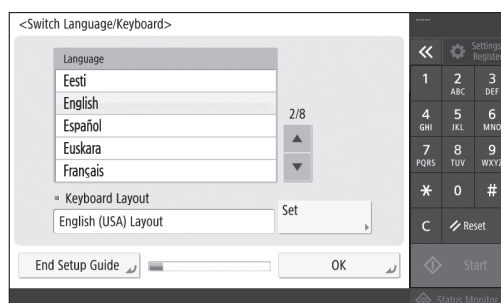 <Switch Language/Keyboard>
Language
Eesti
English
Español
Euskara
Français
2/8
Keyboard Layout
English (USA) Layout
Set
End Setup Guide
OK
-----
Settings
Register
1
2 ABC
3 DEF
4 GHI
5 JKL
6 MNO
7 PQRS
8 TUV
9 WXYZ
* 0 #
C
Reset
Start
Status Monitor